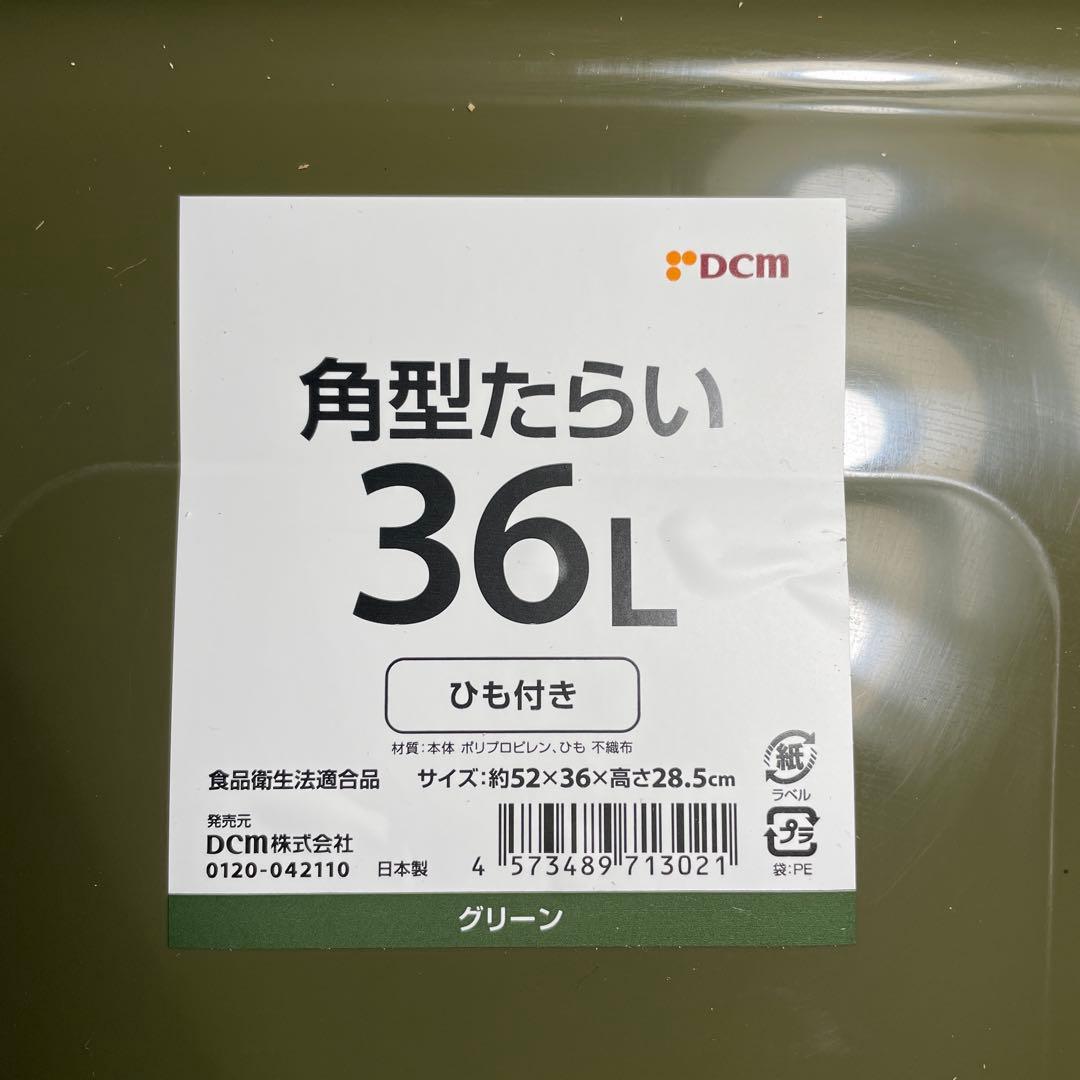 DCM
角型たらい
36L
ひも付き
材質:本体 ポリプロピレン、ひも 不織布
食品衛生法適合品 サイズ:約52×36×高さ28.5cm
紙
ラベル
発売元
DCM株式会社
0120-042110 日本製
4 573489 713021
プラ
袋:PE
グリーン